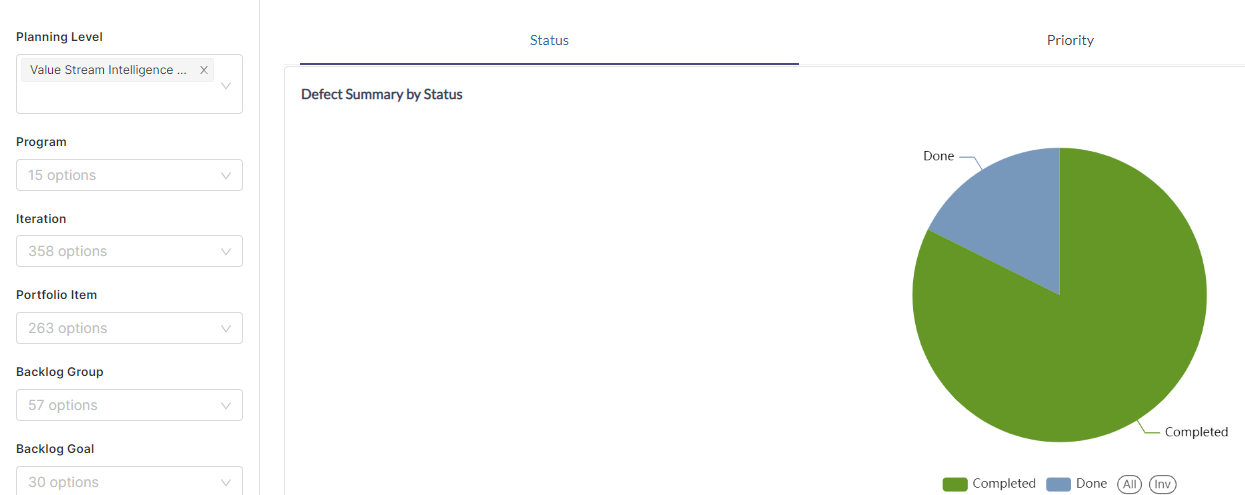 Planning Level
Value Stream Intelligence ...
Program
15 options
Iteration
358 options
Portfolio Item
263 options
Backlog Group
57 options
Backlog Goal
30 options
Status
Priority
Defect Summary by Status
Done
Completed
Completed Done All Inv